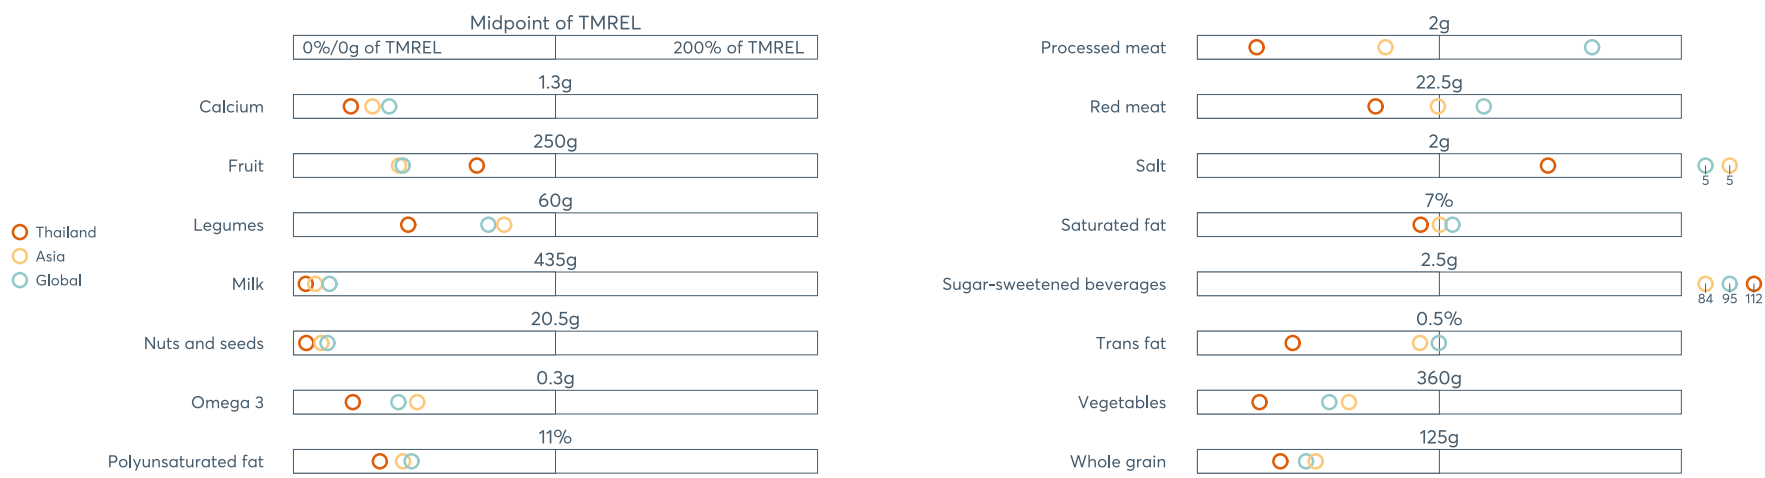 Midpoint of TMREL
0%/0g of TMREL 200% of TMREL
1.3g
Calcium
250g
Fruit
60g
Legumes
435g
Milk
20.5g
Nuts and seeds
0.3g
Omega 3
11%
Polyunsaturated fat
Thailand
Asia
Global
2g
Processed meat
22.5g
Red meat
2g
Salt
5 5
7%
Saturated fat
2.5g
Sugar-sweetened beverages
84 95 112
0.5%
Trans fat
360g
Vegetables
125g
Whole grain